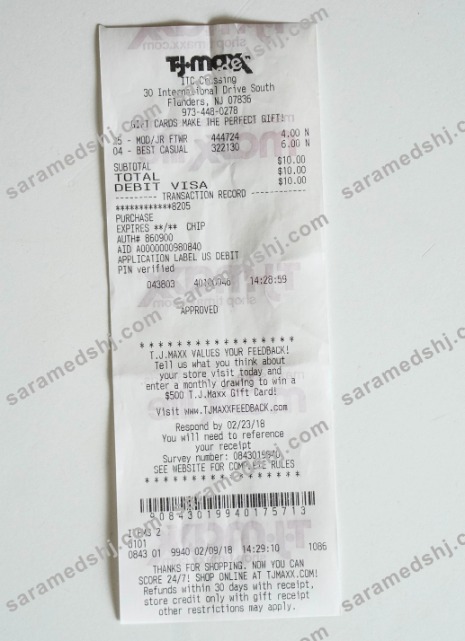 T·J·maxx
ITC Crossing
30 International Drive South
Flanders, NJ 07836
973-448-0278
GIFT CARDS MAKE THE PERFECT GIFT!
- MOD/JR FTWR 444724 4.00 N
04 - BEST CASUAL 322130 6.00 N
SUBTOTAL $10.00
TOTAL $10.00
DEBIT VISA $10.00
--------- TRANSACTION RECORD ------------
************8205
PURCHASE
EXPIRES **/** CHIP
AUTH# 860900
AID A0000000980840
APPLICATION LABEL US DEBIT
PIN verified
043803 14:28:59
APPROVED
* * * * * * * * * * * * * * * *
T.J.MAXX VALUES YOUR FEEDBACK!
Tell us what you think about
your store visit today and
enter a monthly drawing to win a
$500 T.J.Maxx Gift Card!
Visit www.TJMAXXFEEDBACK.com
Respond by 02/23/18
You will need to reference
your receipt
Survey number:
SEE WEBSITE FOR COMPLETE RULES
* * * * * * * * * * * * * * *
90843019940175713
ITEMS 2
0101
0843 01 9940 02/09/18 14:29:10 1086
THANKS FOR SHOPPING. NOW YOU CAN
SCORE 24/7! SHOP ONLINE AT TJMAXX.COM!
Refunds within 30 days with receipt,
store credit only with gift receipt
other restrictions may apply.
saramedshj.com